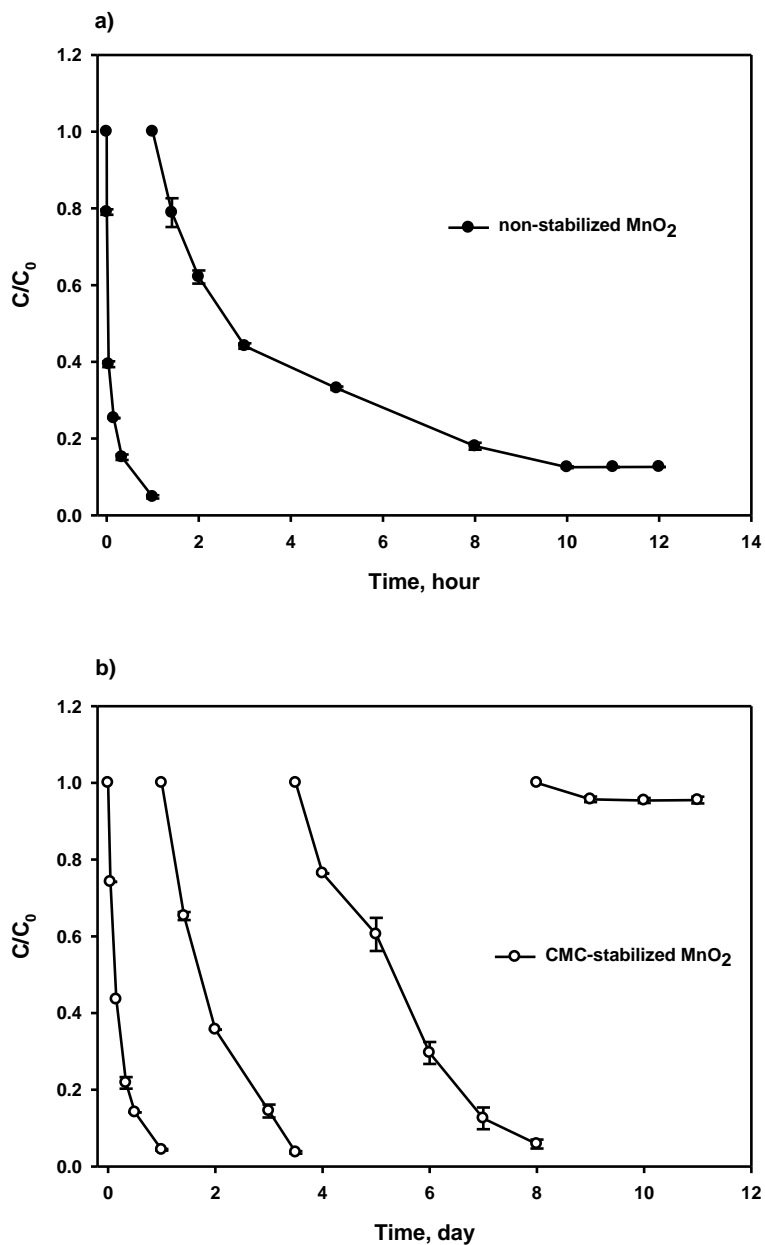 a)
1.2
1.0
0.8
0.6
0.4
0.2
0.0
C/C0
non-stabilized MnO2
0 2 4 6 8 10 12 14
Time, hour
b)
1.2
1.0
0.8
0.6
0.4
0.2
0.0
C/C0
CMC-stabilized MnO2
0 2 4 6 8 10 12
Time, day